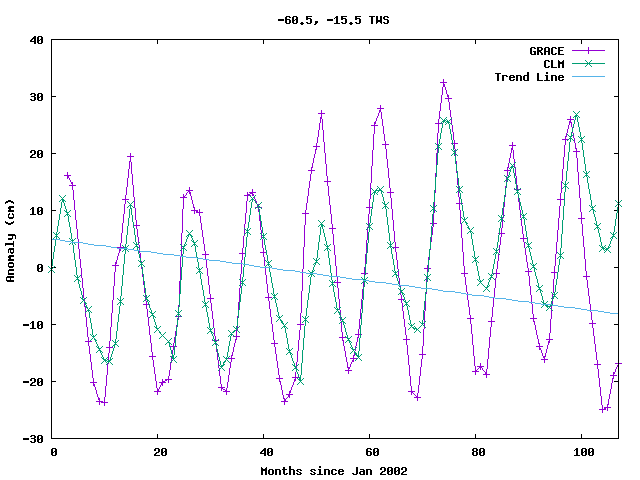 -60.5, -15.5 TWS
GRACE
CLM
Trend Line
40
30
20
10
0
-10
-20
-30
Anomaly (cm)
0 20 40 60 80 100
Months since Jan 2002